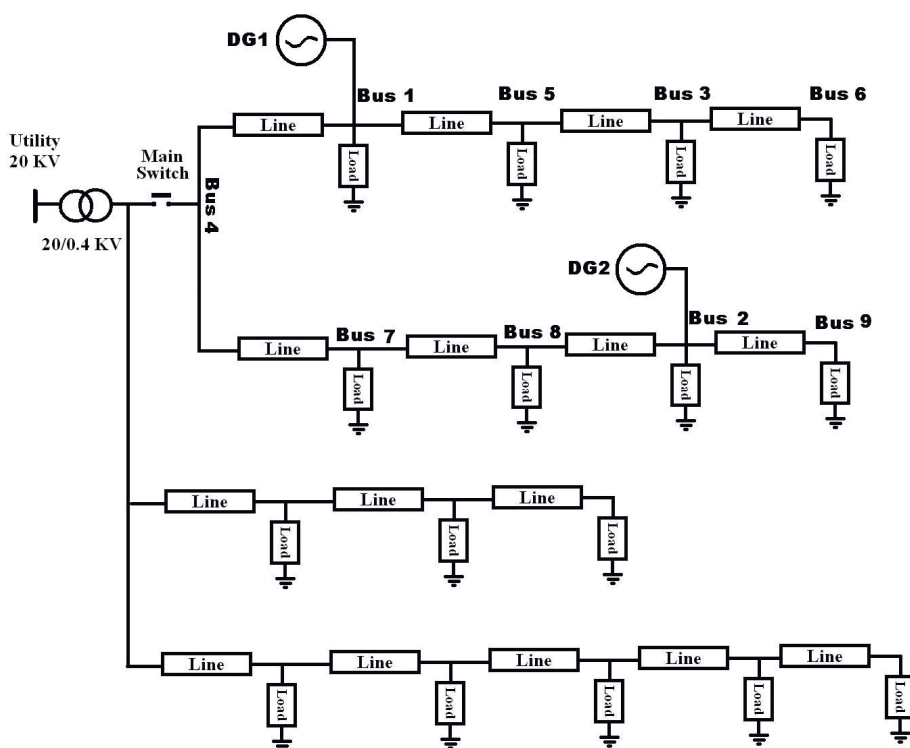 DG1
Bus 1
Bus 5
Bus 3
Bus 6
Line
Line
Line
Line
Load
Load
Load
Load
Utility
20 KV
Main
Switch
Bus 4
20/0.4 KV
DG2
Bus 7
Bus 8
Bus 2
Bus 9
Line
Line
Line
Line
Load
Load
Load
Load
Line
Line
Line
Load
Load
Load
Line
Line
Line
Line
Line
Load
Load
Load
Load
Load